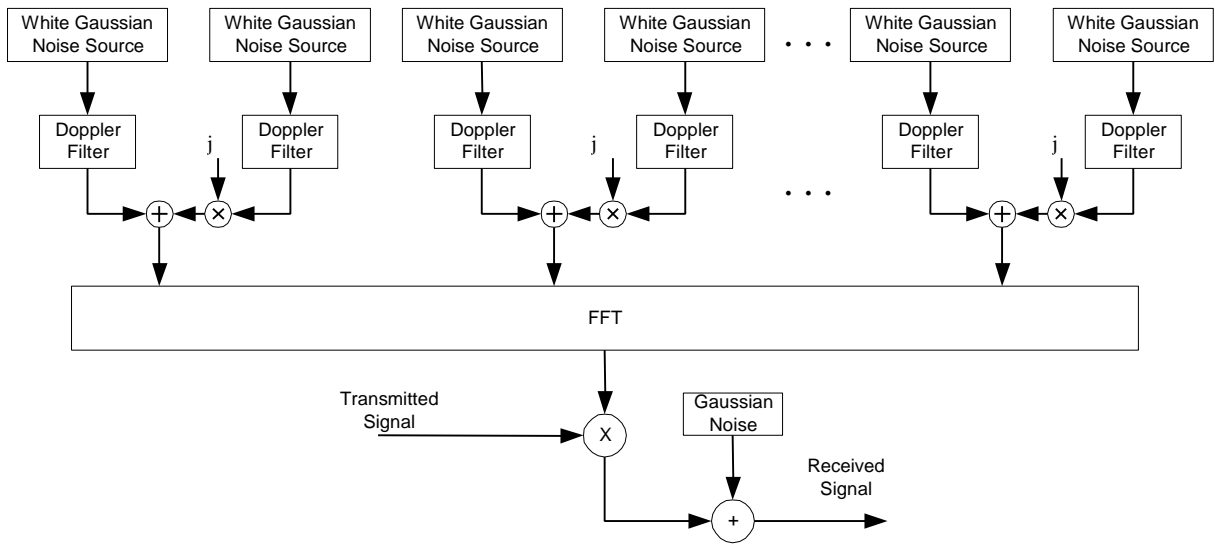 White Gaussian
Noise Source
White Gaussian
Noise Source
White Gaussian
Noise Source
White Gaussian
Noise Source
. . .
White Gaussian
Noise Source
White Gaussian
Noise Source
Doppler
Filter
j
Doppler
Filter
Doppler
Filter
j
Doppler
Filter
Doppler
Filter
j
Doppler
Filter
. . .
+
×
+
×
+
×
FFT
Transmitted
Signal
X
Gaussian
Noise
Received
Signal
+